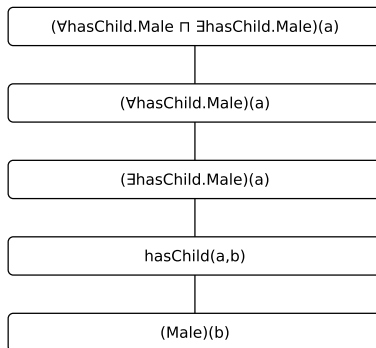 (∀hasChild.Male ⊓ ∃hasChild.Male)(a)
(∀hasChild.Male)(a)
(∃hasChild.Male)(a)
hasChild(a,b)
(Male)(b)